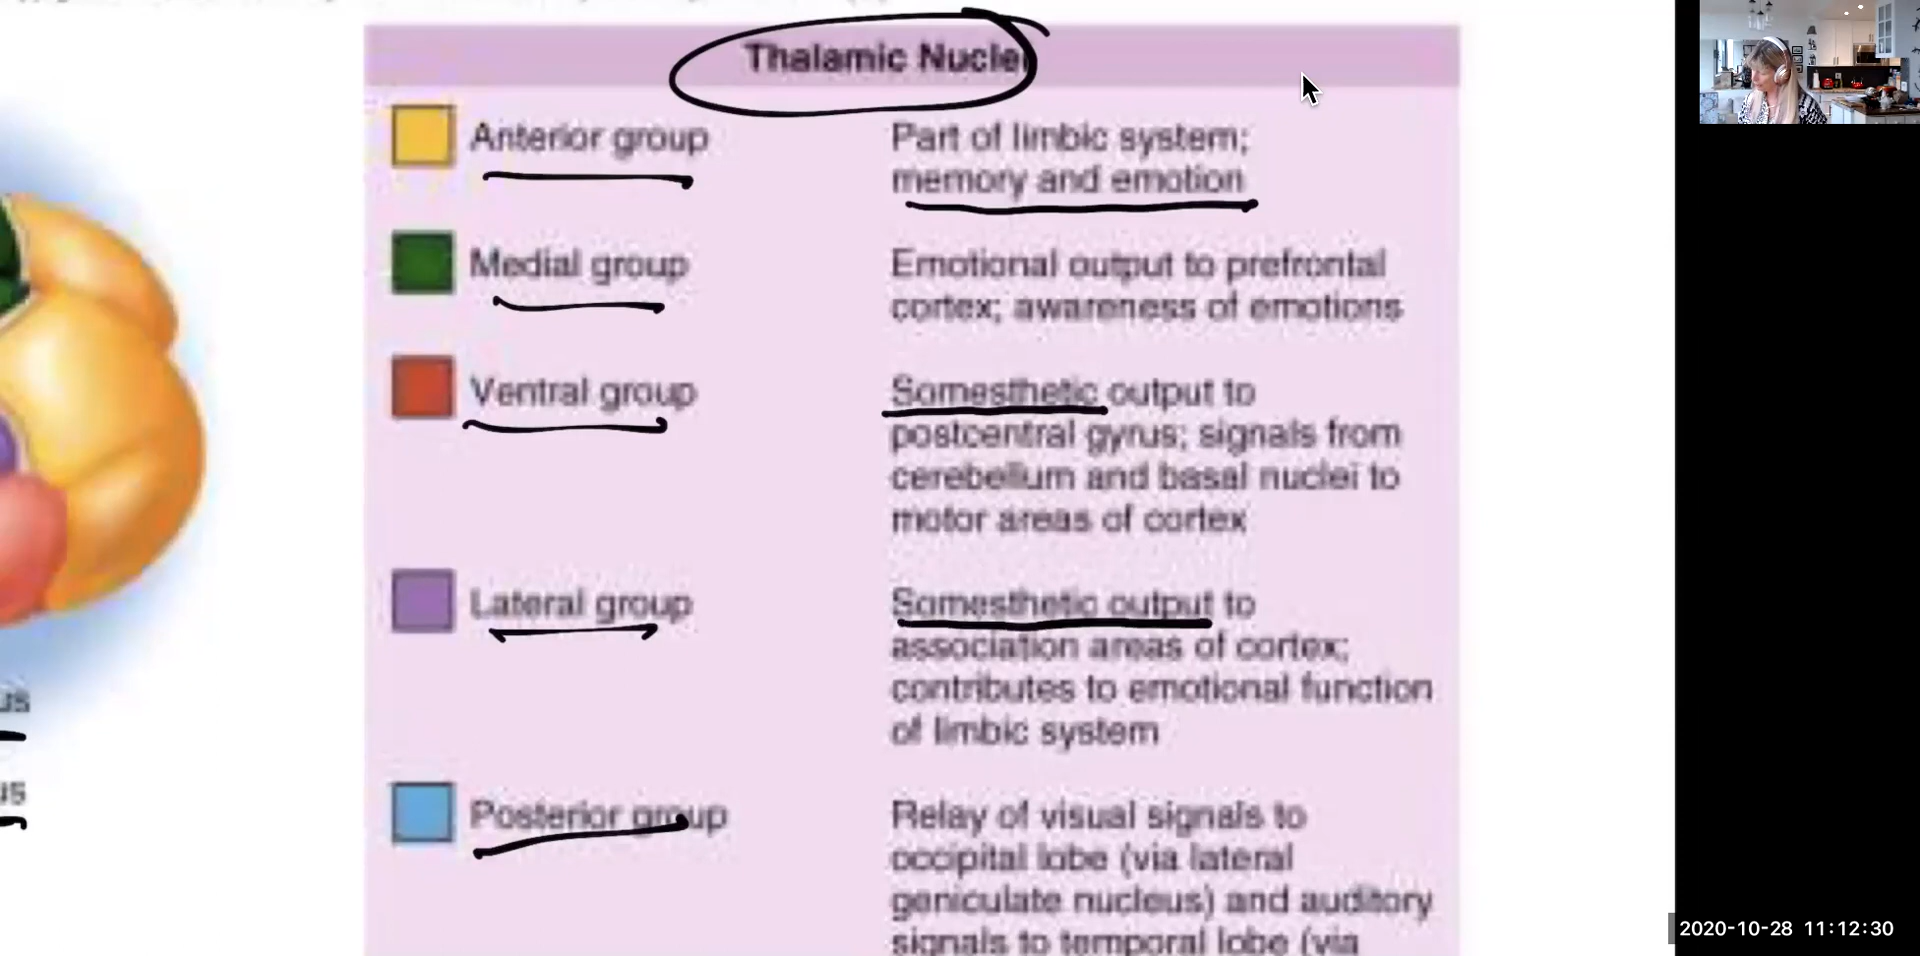 Thalamic Nuclei
Anterior group
Part of limbic system;
memory and emotion
Medial group
Emotional output to prefrontal
cortex; awareness of emotions
Ventral group
Somesthetic output to
postcentral gyrus; signals from
cerebellum and basal nuclei to
motor areas of cortex
Lateral group
Somesthetic output to
association areas of cortex;
contributes to emotional function
of limbic system
Posterior group
Relay of visual signals to
occipital lobe (via lateral
geniculate nucleus) and auditory
signals to temporal lobe (via
us
us
2020-10-28 11:12:30